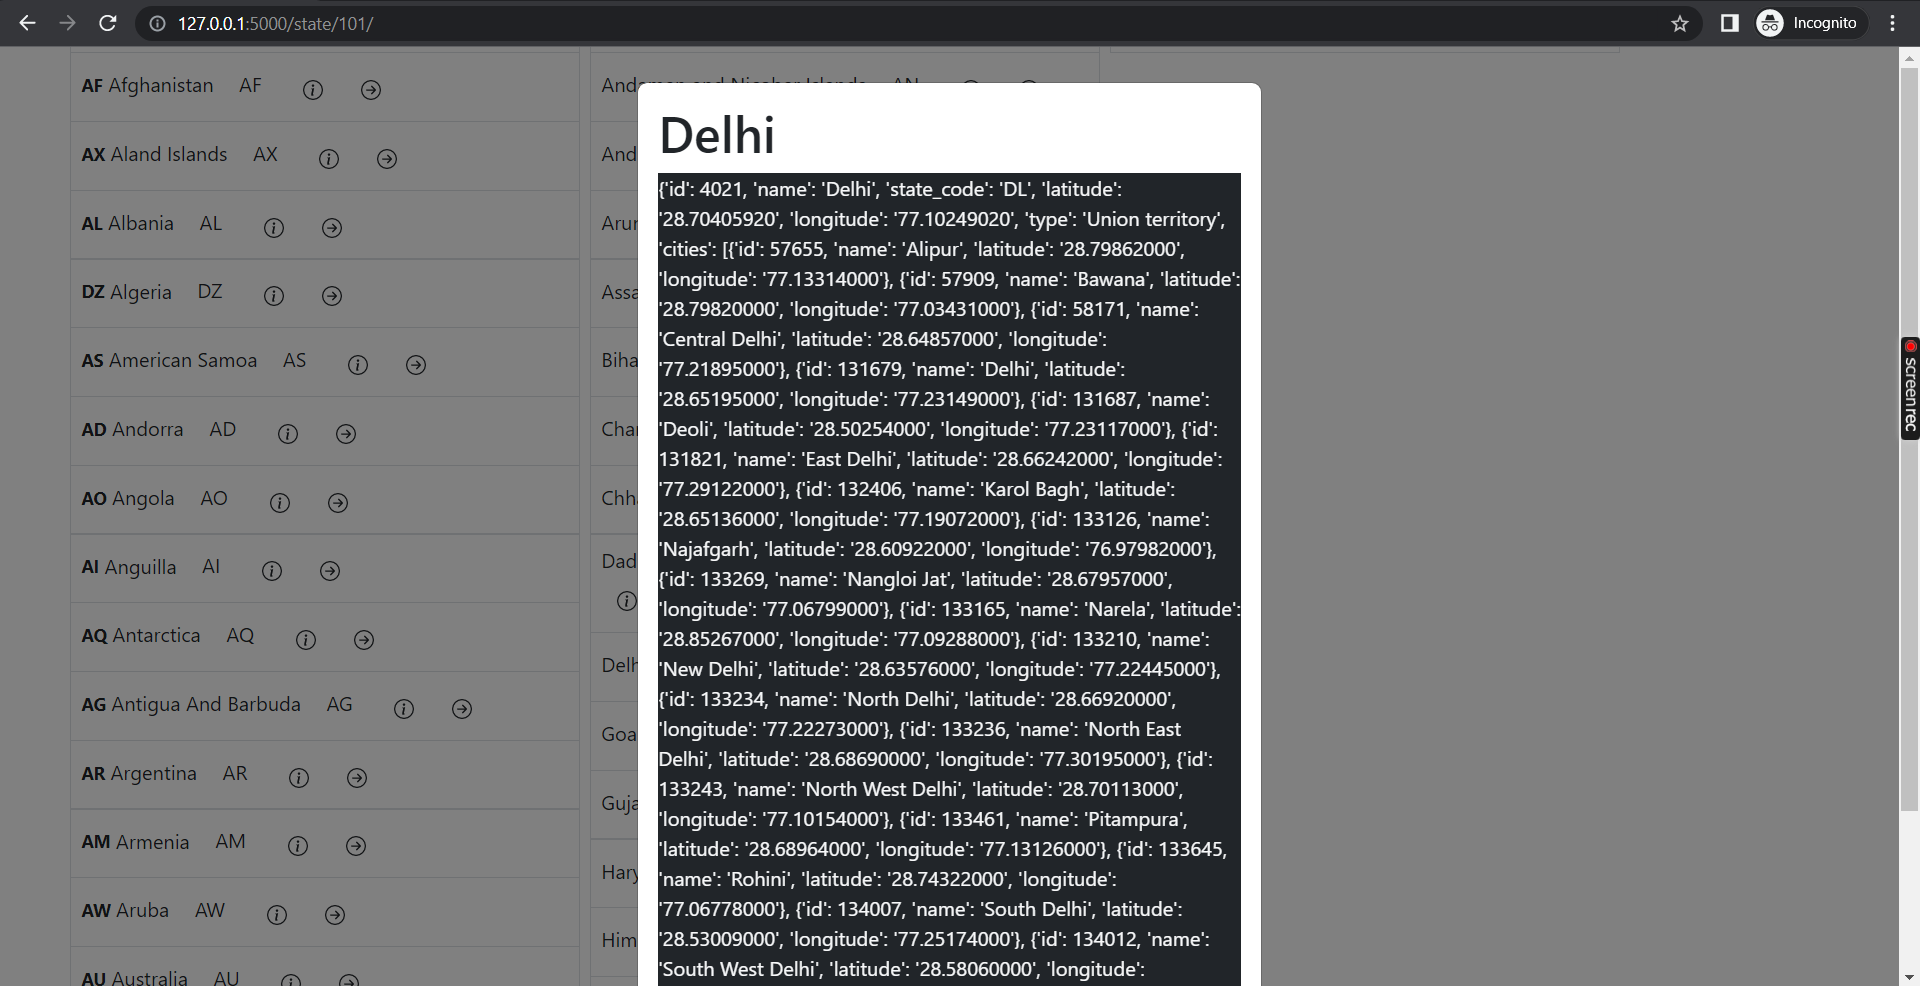 127.0.0.1:5000/state/101/
Incognito
AF Afghanistan AF
AX Aland Islands AX
AL Albania AL
DZ Algeria DZ
AS American Samoa AS
AD Andorra AD
AO Angola AO
AI Anguilla AI
AQ Antarctica AQ
AG Antigua And Barbuda AG
AR Argentina AR
AM Armenia AM
AW Aruba AW
AU Australia AU
Andaman and Nicobar Islands AN
And
Arun
Assa
Biha
Chan
Chh
Dad
Delh
Goa
Guja
Hary
Him
Delhi
{'id': 4021, 'name': 'Delhi', 'state_code': 'DL', 'latitude':
'28.70405920', 'longitude': '77.10249020', 'type': 'Union territory',
'cities': [{'id': 57655, 'name': 'Alipur', 'latitude': '28.79862000',
'longitude': '77.13314000'}, {'id': 57909, 'name': 'Bawana', 'latitude':
'28.79820000', 'longitude': '77.03431000'}, {'id': 58171, 'name':
'Central Delhi', 'latitude': '28.64857000', 'longitude':
'77.21895000'}, {'id': 131679, 'name': 'Delhi', 'latitude':
'28.65195000', 'longitude': '77.23149000'}, {'id': 131687, 'name':
'Deoli', 'latitude': '28.50254000', 'longitude': '77.23117000'}, {'id':
131821, 'name': 'East Delhi', 'latitude': '28.66242000', 'longitude':
'77.29122000'}, {'id': 132406, 'name': 'Karol Bagh', 'latitude':
'28.65136000', 'longitude': '77.19072000'}, {'id': 133126, 'name':
'Najafgarh', 'latitude': '28.60922000', 'longitude': '76.97982000'},
{'id': 133269, 'name': 'Nangloi Jat', 'latitude': '28.67957000',
'longitude': '77.06799000'}, {'id': 133165, 'name': 'Narela', 'latitude':
'28.85267000', 'longitude': '77.09288000'}, {'id': 133210, 'name':
'New Delhi', 'latitude': '28.63576000', 'longitude': '77.22445000'},
{'id': 133234, 'name': 'North Delhi', 'latitude': '28.66920000',
'longitude': '77.22273000'}, {'id': 133236, 'name': 'North East
Delhi', 'latitude': '28.68690000', 'longitude': '77.30195000'}, {'id':
133243, 'name': 'North West Delhi', 'latitude': '28.70113000',
'longitude': '77.10154000'}, {'id': 133461, 'name': 'Pitampura',
'latitude': '28.68964000', 'longitude': '77.13126000'}, {'id': 133645,
'name': 'Rohini', 'latitude': '28.74322000', 'longitude':
'77.06778000'}, {'id': 134007, 'name': 'South Delhi', 'latitude':
'28.53009000', 'longitude': '77.25174000'}, {'id': 134012, 'name':
'South West Delhi', 'latitude': '28.58060000', 'longitude':
screenrec